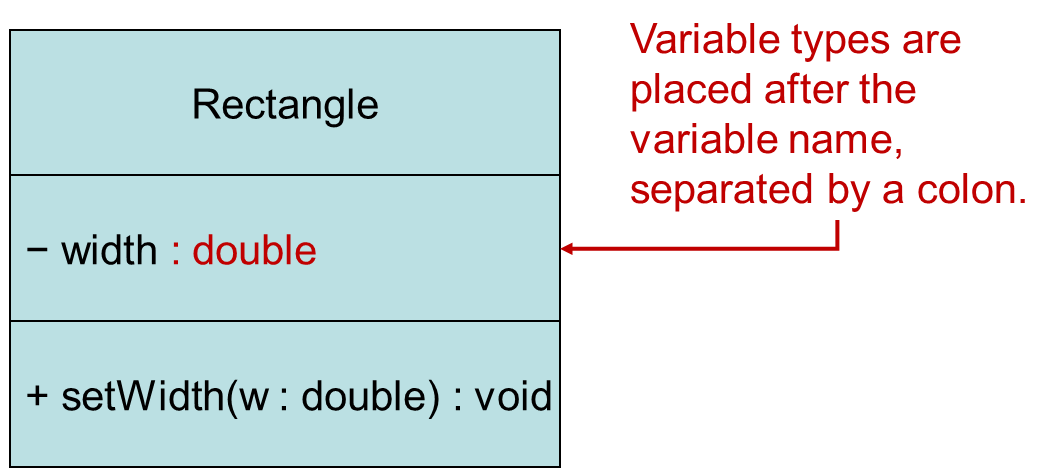 Rectangle
− width : double
+ setWidth(w : double) : void
Variable types are
placed after the
variable name,
separated by a colon.